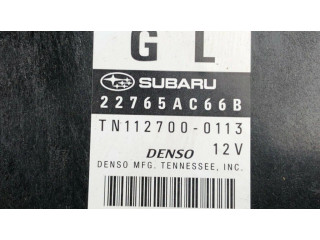 G L
SUBARU
22765AC66B
TN112700-0113
DENSO 12V
DENSO MFG. TENNESSEE, INC.